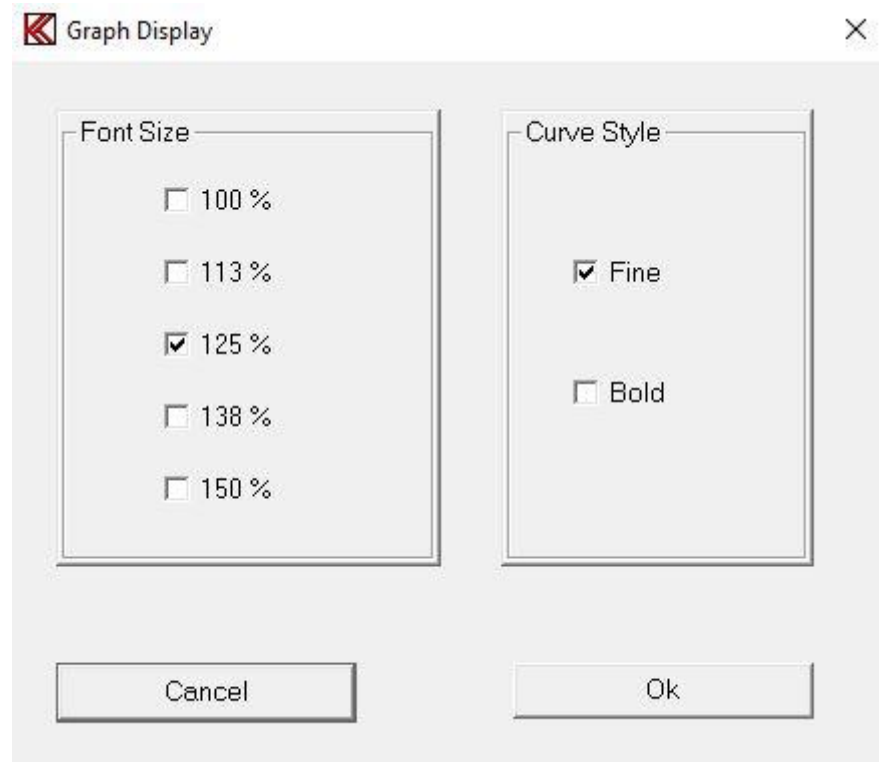 Graph Display
Font Size
100 %
113 %
125 %
138 %
150 %
Curve Style
Fine
Bold
Cancel
Ok